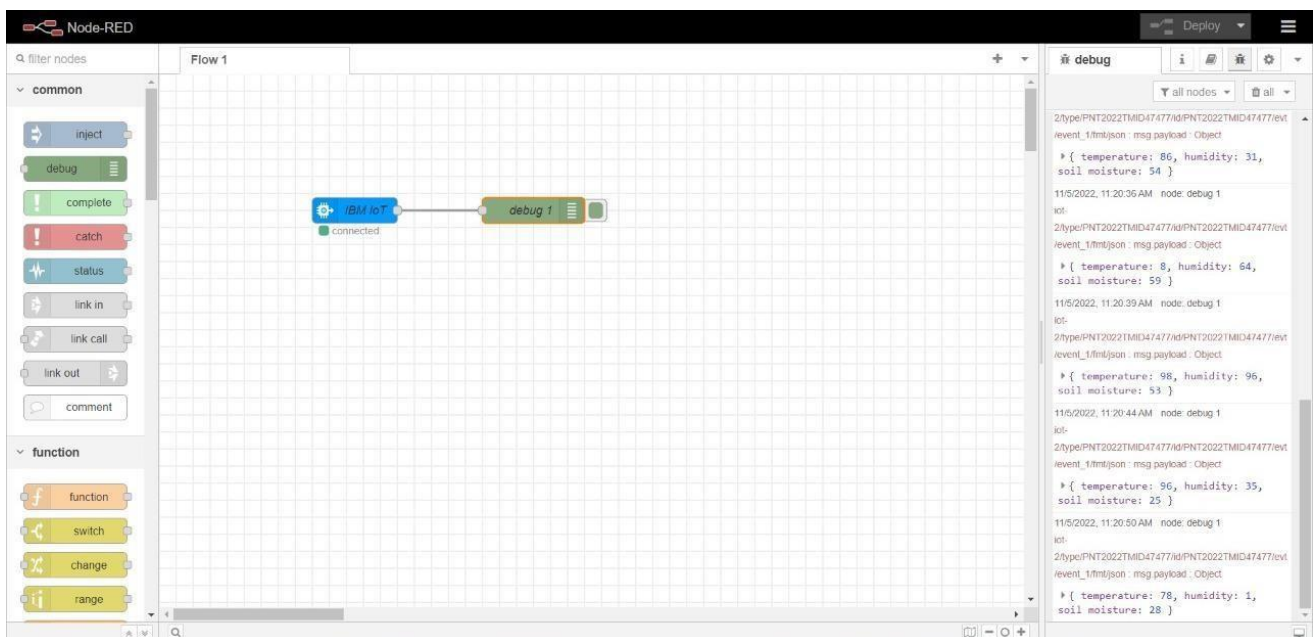 Node-RED
Deploy
filter nodes
Flow 1
debug
i
all nodes
all
common
inject
debug
complete
catch
status
link in
link call
link out
comment
function
function
switch
change
range
IBM IoT
connected
debug 1
2/type/PNT2022TMID47477/id/PNT2022TMID47477/evt
/event_1/fmt/json : msg.payload : Object
{ temperature: 86, humidity: 31,
soil moisture: 54 }
11/5/2022, 11:20:36 AM node: debug 1
iot-
2/type/PNT2022TMID47477/id/PNT2022TMID47477/evt
/event_1/fmt/json : msg.payload : Object
{ temperature: 8, humidity: 64,
soil moisture: 59 }
11/5/2022, 11:20:39 AM node: debug 1
iot-
2/type/PNT2022TMID47477/id/PNT2022TMID47477/evt
/event_1/fmt/json : msg.payload : Object
{ temperature: 98, humidity: 96,
soil moisture: 53 }
11/5/2022, 11:20:44 AM node: debug 1
iot-
2/type/PNT2022TMID47477/id/PNT2022TMID47477/evt
/event_1/fmt/json : msg.payload : Object
{ temperature: 96, humidity: 35,
soil moisture: 25 }
11/5/2022, 11:20:50 AM node: debug 1
iot-
2/type/PNT2022TMID47477/id/PNT2022TMID47477/evt
/event_1/fmt/json : msg.payload : Object
{ temperature: 78, humidity: 1,
soil moisture: 28 }